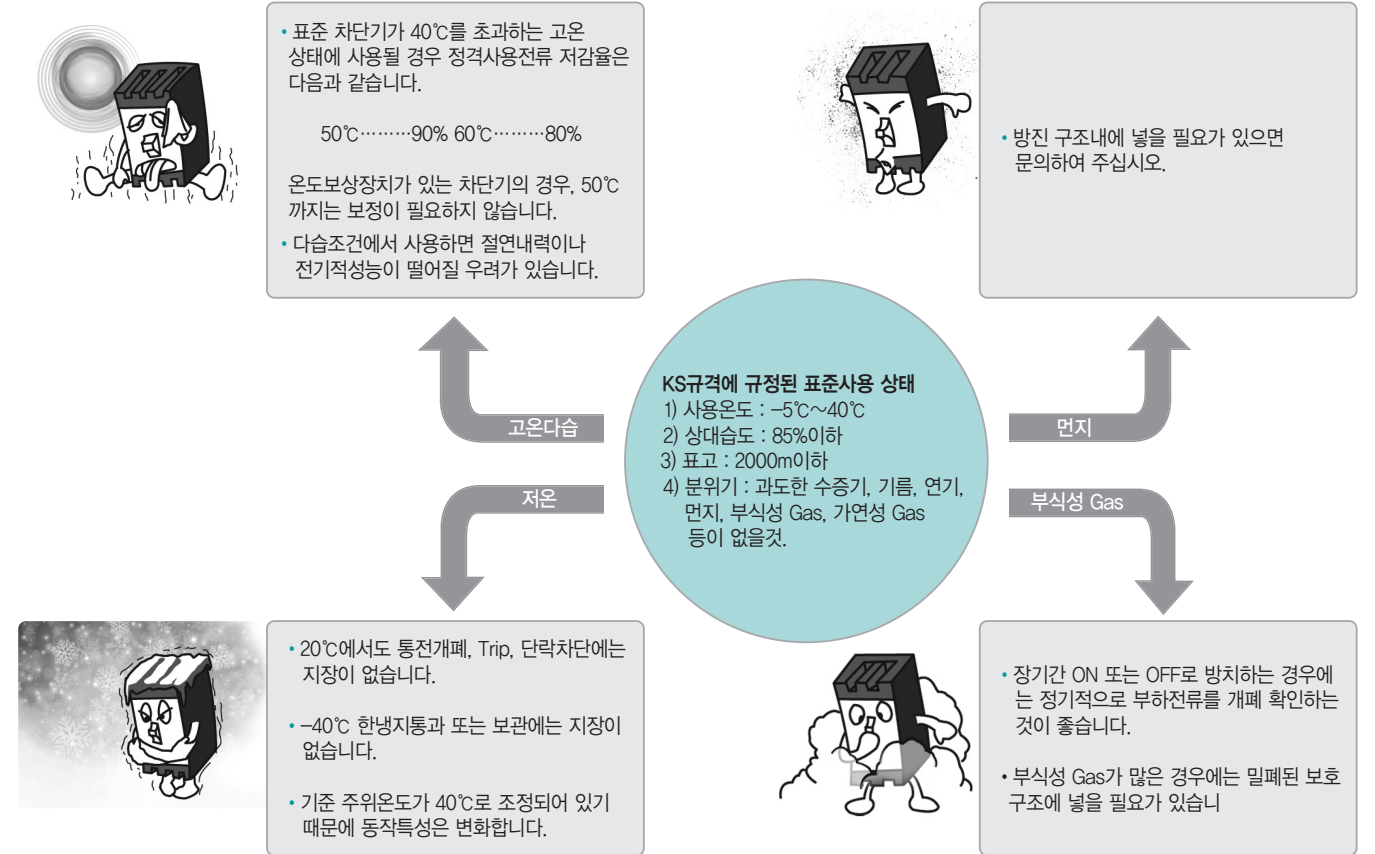 • 표준 차단기가 40℃를 초과하는 고온
상태에 사용될 경우 정격사용전류 저감율은
다음과 같습니다.
50℃………90% 60℃………80%
온도보상장치가 있는 차단기의 경우, 50℃
까지는 보정이 필요하지 않습니다.
• 다습조건에서 사용하면 절연내력이나
전기적성능이 떨어질 우려가 있습니다.
• 방진 구조내에 넣을 필요가 있으면
문의하여 주십시오.
고온다습
저온
KS규격에 규정된 표준사용 상태
1) 사용온도 : –5℃~40℃
2) 상대습도 : 85%이하
3) 표고 : 2000m이하
4) 분위기 : 과도한 수증기, 기름, 연기,
먼지, 부식성 Gas, 가연성 Gas
등이 없을것.
먼지
부식성 Gas
• 20℃에서도 통전개폐, Trip, 단락차단에는
지장이 없습니다.
• –40℃ 한냉지통과 또는 보관에는 지장이
없습니다.
• 기준 주위온도가 40℃로 조정되어 있기
때문에 동작특성은 변화합니다.
• 장기간 ON 또는 OFF로 방치하는 경우에
는 정기적으로 부하전류를 개폐 확인하는
것이 좋습니다.
• 부식성 Gas가 많은 경우에는 밀폐된 보호
구조에 넣을 필요가 있습니